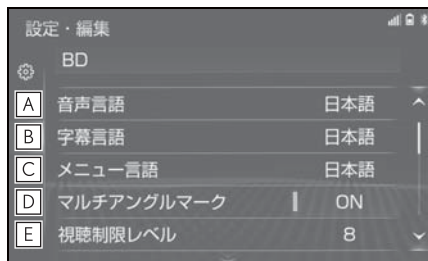 設定・編集
BD
A 音声言語 日本語
B 字幕言語 日本語
C メニュー言語 日本語
D マルチアングルマーク ON
E 視聴制限レベル 8